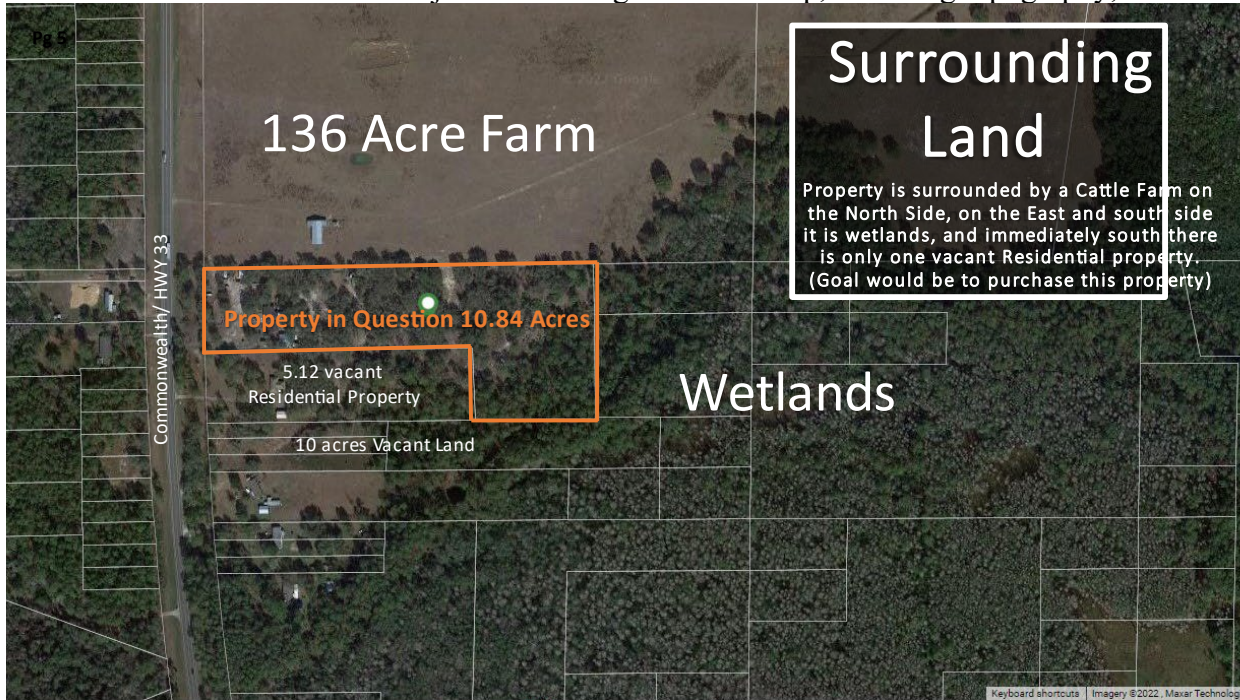 Pg 5
Surrounding
Land
136 Acre Farm
Property is surrounded by a Cattle Farm on
the North Side, on the East and south side
it is wetlands, and immediately south there
is only one vacant Residential property.
(Goal would be to purchase this property)
Commonwealth/ HWY 33
Property in Question 10.84 Acres
5.12 vacant
Residential Property
Wetlands
10 acres Vacant Land
Keyboard shortcuts
Imagery ©2022 , Maxar Technolog